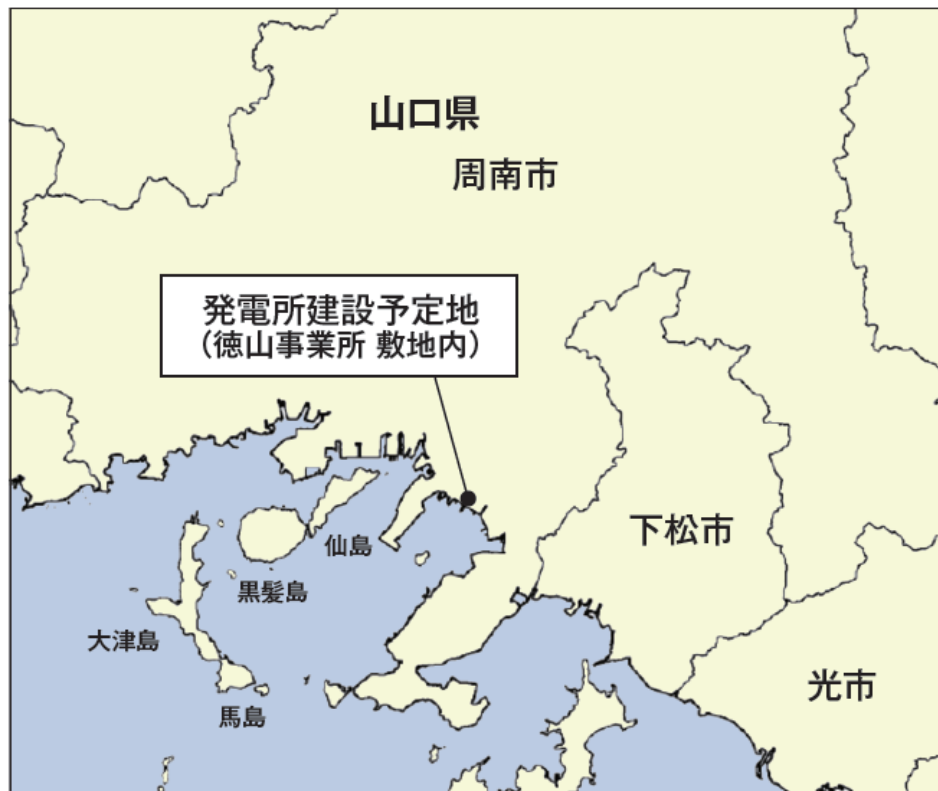 山口県
周南市
発電所建設予定地
（徳山事業所 敷地内）
下松市
仙島
黒髪島
大津島
光市
馬島